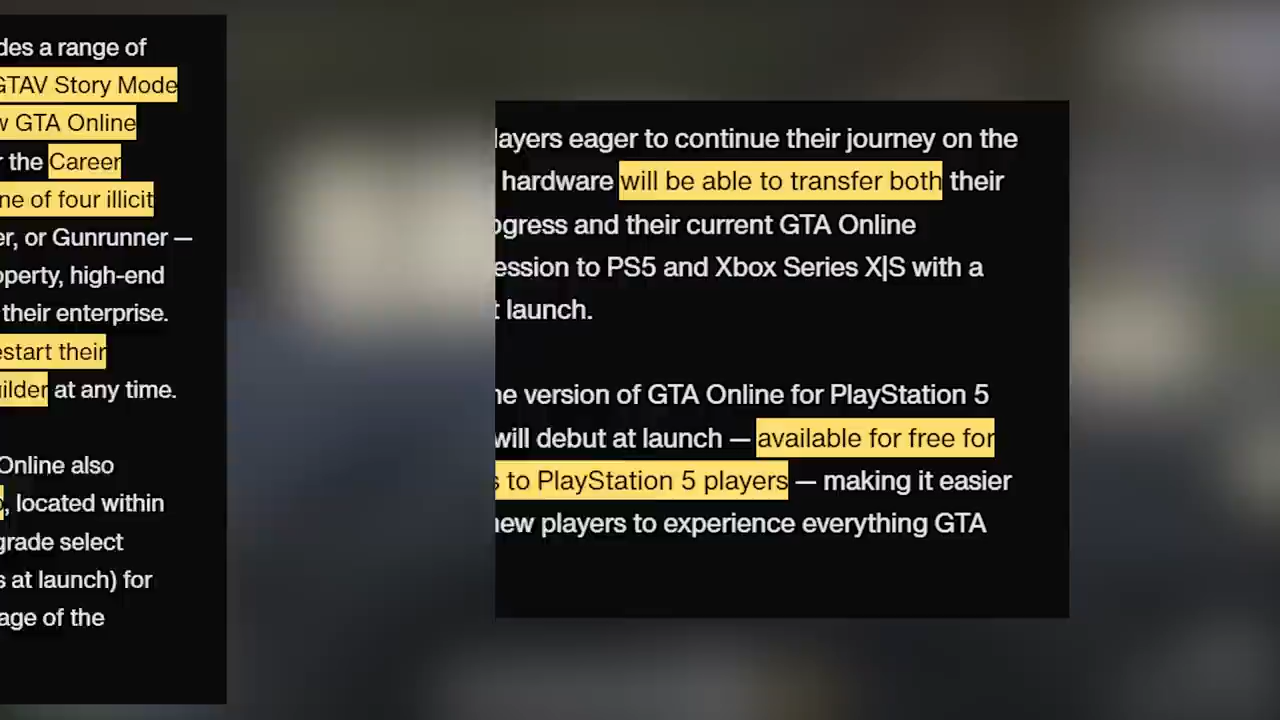 des a range of
GTAV Story Mode
GTA Online
r the Career
ne of four illicit
er, or Gunrunner —
operty, high-end
their enterprise.
estart their
uilder at any time.
Online also
, located within
grade select
s at launch) for
age of the
layers eager to continue their journey on the
hardware will be able to transfer both their
ogress and their current GTA Online
ession to PS5 and Xbox Series X|S with a
t launch.
ne version of GTA Online for PlayStation 5
will debut at launch — available for free for
s to PlayStation 5 players — making it easier
new players to experience everything GTA